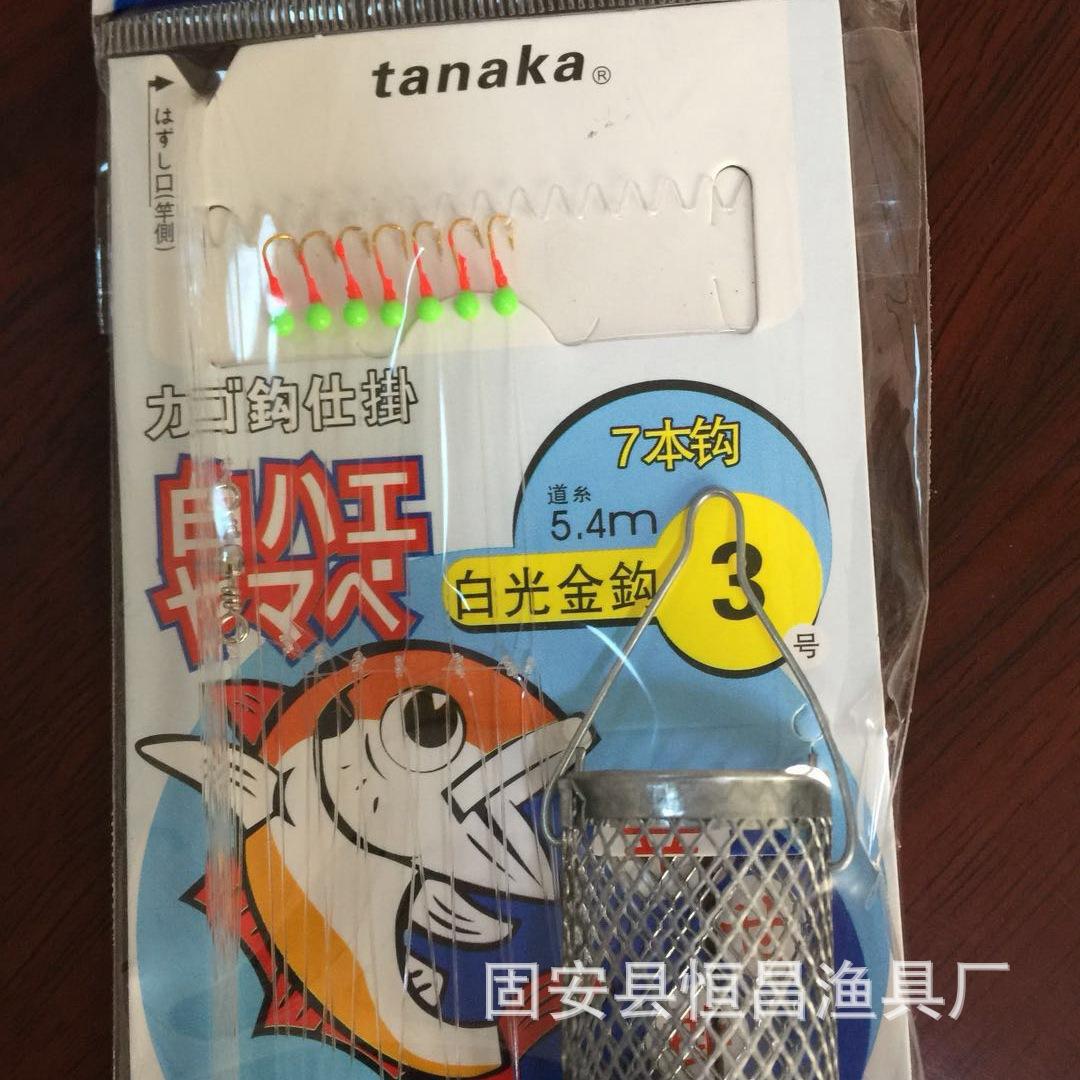 tanaka®
はずし口(竿側)
カゴ鈎仕掛
白ハエ
ヤマベ
7本钩
道糸
5.4m
白光金鈎
3
号
固安县恒昌渔具厂